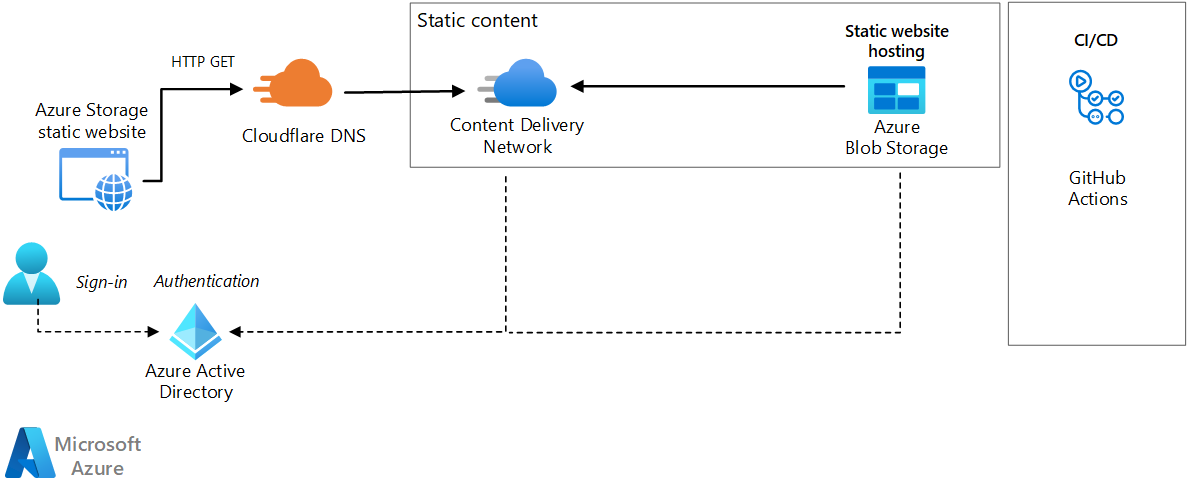 Static content
Static website
hosting
CI/CD
HTTP GET
Azure Storage
static website
Cloudflare DNS
Content Delivery
Network
Azure
Blob Storage
GitHub
Actions
Sign-in
Authentication
Azure Active
Directory
Microsoft
Azure